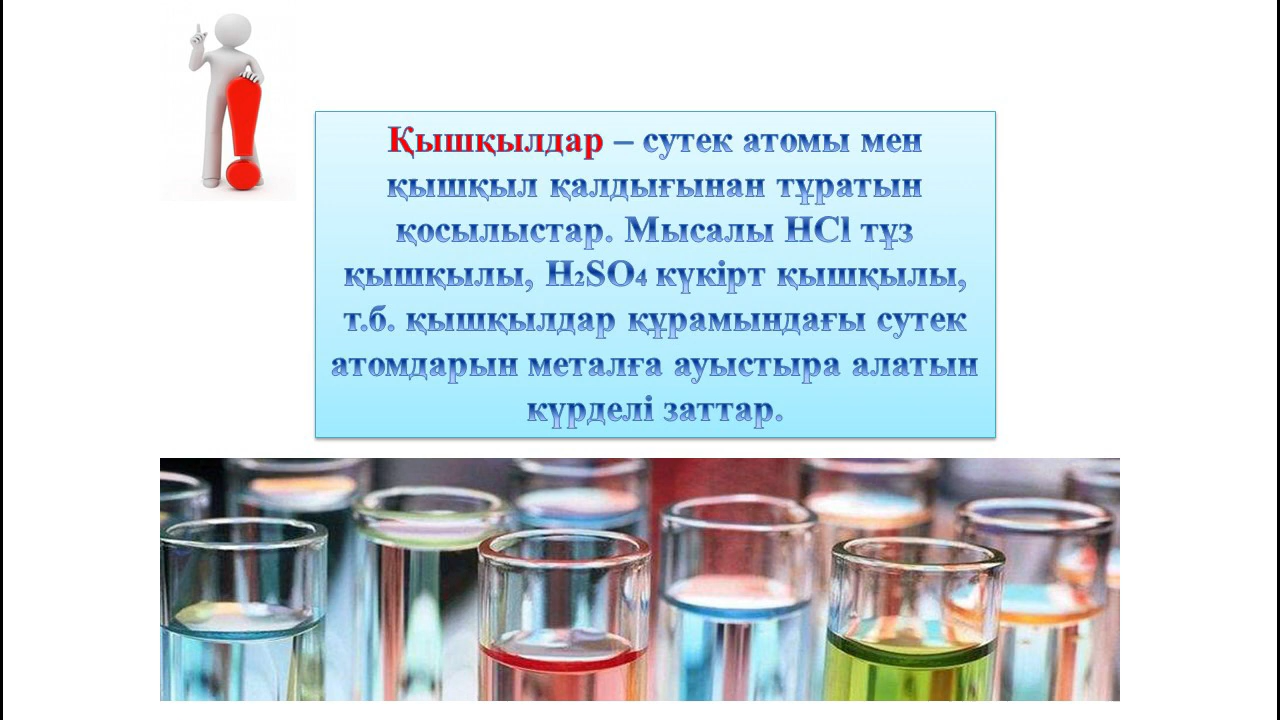 Қышқылдар – сутек атомы мен
қышқыл қалдығынан тұратын
қосылыстар. Мысалы HCl тұз
қышқылы, H₂SO₄ күкірт қышқылы,
т.б. қышқылдар құрамындағы сутек
атомдарын металға ауыстыра алатын
күрделі заттар.